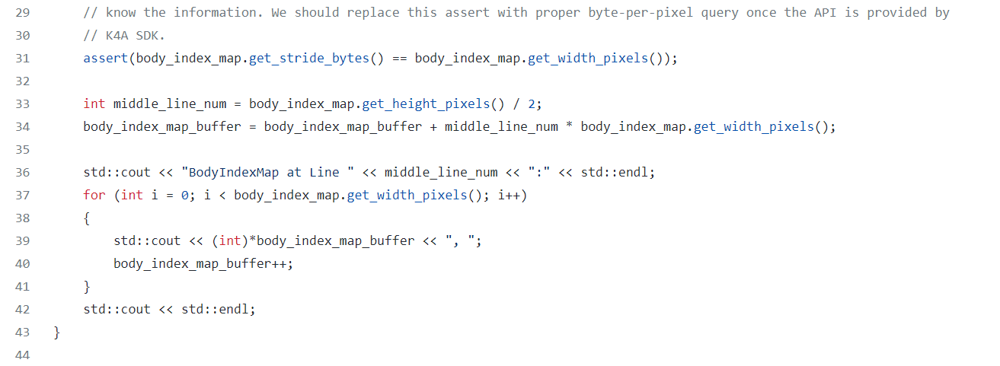 29 // know the information. We should replace this assert with proper byte-per-pixel query once the API is provided by
30 // K4A SDK.
31 assert(body_index_map.get_stride_bytes() == body_index_map.get_width_pixels());
32
33 int middle_line_num = body_index_map.get_height_pixels() / 2;
34 body_index_map_buffer = body_index_map_buffer + middle_line_num * body_index_map.get_width_pixels();
35
36 std::cout << "BodyIndexMap at Line " << middle_line_num << ":" << std::endl;
37 for (int i = 0; i < body_index_map.get_width_pixels(); i++)
38 {
39 std::cout << (int)*body_index_map_buffer << ", ";
40 body_index_map_buffer++;
41 }
42 std::cout << std::endl;
43 }
44